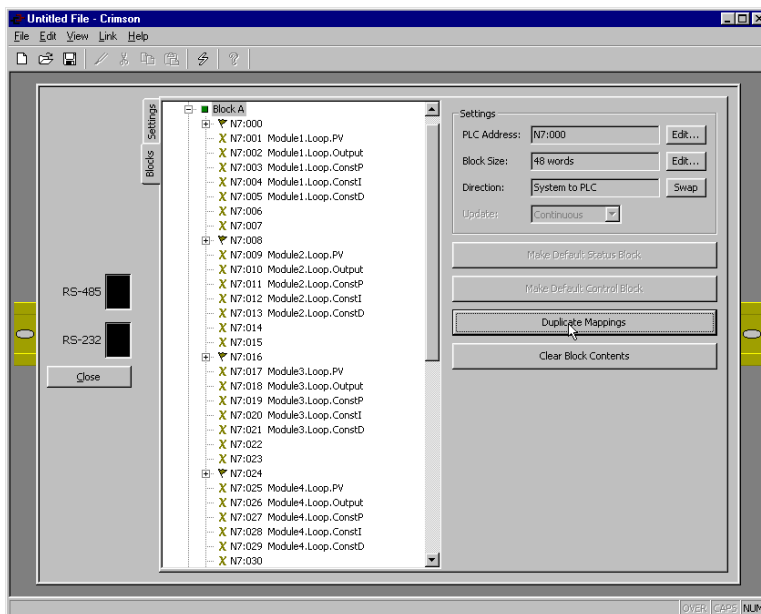 Untitled File - Crimson
File Edit View Link Help
Settings
Blocks
Block A
N7:000
N7:001 Module1.Loop.PV
N7:002 Module1.Loop.Output
N7:003 Module1.Loop.ConstP
N7:004 Module1.Loop.ConstI
N7:005 Module1.Loop.ConstD
N7:006
N7:007
N7:008
N7:009 Module2.Loop.PV
N7:010 Module2.Loop.Output
N7:011 Module2.Loop.ConstP
N7:012 Module2.Loop.ConstI
N7:013 Module2.Loop.ConstD
N7:014
N7:015
N7:016
N7:017 Module3.Loop.PV
N7:018 Module3.Loop.Output
N7:019 Module3.Loop.ConstP
N7:020 Module3.Loop.ConstI
N7:021 Module3.Loop.ConstD
N7:022
N7:023
N7:024
N7:025 Module4.Loop.PV
N7:026 Module4.Loop.Output
N7:027 Module4.Loop.ConstP
N7:028 Module4.Loop.ConstI
N7:029 Module4.Loop.ConstD
N7:030
RS-485
RS-232
Close
Settings
PLC Address: N7:000 Edit...
Block Size: 48 words Edit...
Direction: System to PLC Swap
Update: Continuous
Make Default Status Block
Make Default Control Block
Duplicate Mappings
Clear Block Contents
OVER CAPS NUM